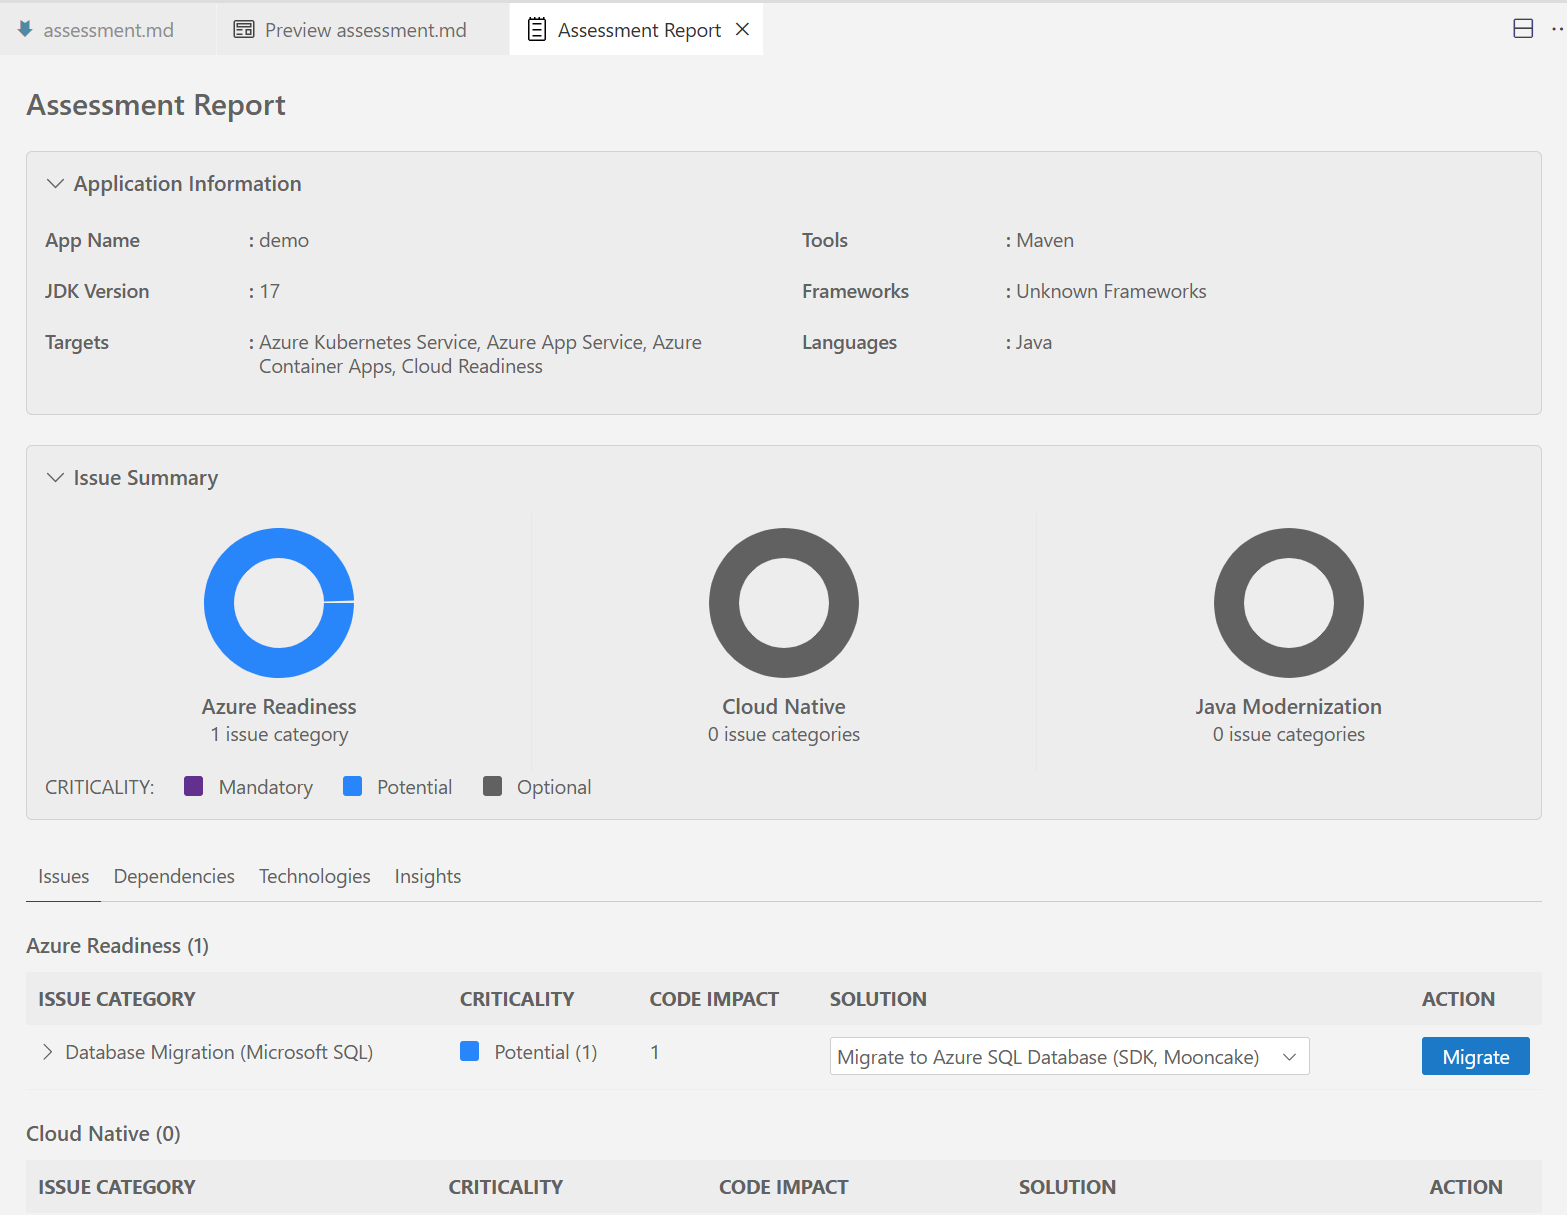 assessment.md
Preview assessment.md
Assessment Report
Assessment Report
Application Information
App Name : demo
Tools : Maven
JDK Version : 17
Frameworks : Unknown Frameworks
Targets : Azure Kubernetes Service, Azure App Service, Azure
Container Apps, Cloud Readiness
Languages : Java
Issue Summary
Azure Readiness
1 issue category
Cloud Native
0 issue categories
Java Modernization
0 issue categories
CRITICALITY: Mandatory Potential Optional
Issues Dependencies Technologies Insights
Azure Readiness (1)
ISSUE CATEGORY CRITICALITY CODE IMPACT SOLUTION ACTION
Database Migration (Microsoft SQL) Potential (1) 1 Migrate to Azure SQL Database (SDK, Mooncake) Migrate
Cloud Native (0)
ISSUE CATEGORY CRITICALITY CODE IMPACT SOLUTION ACTION